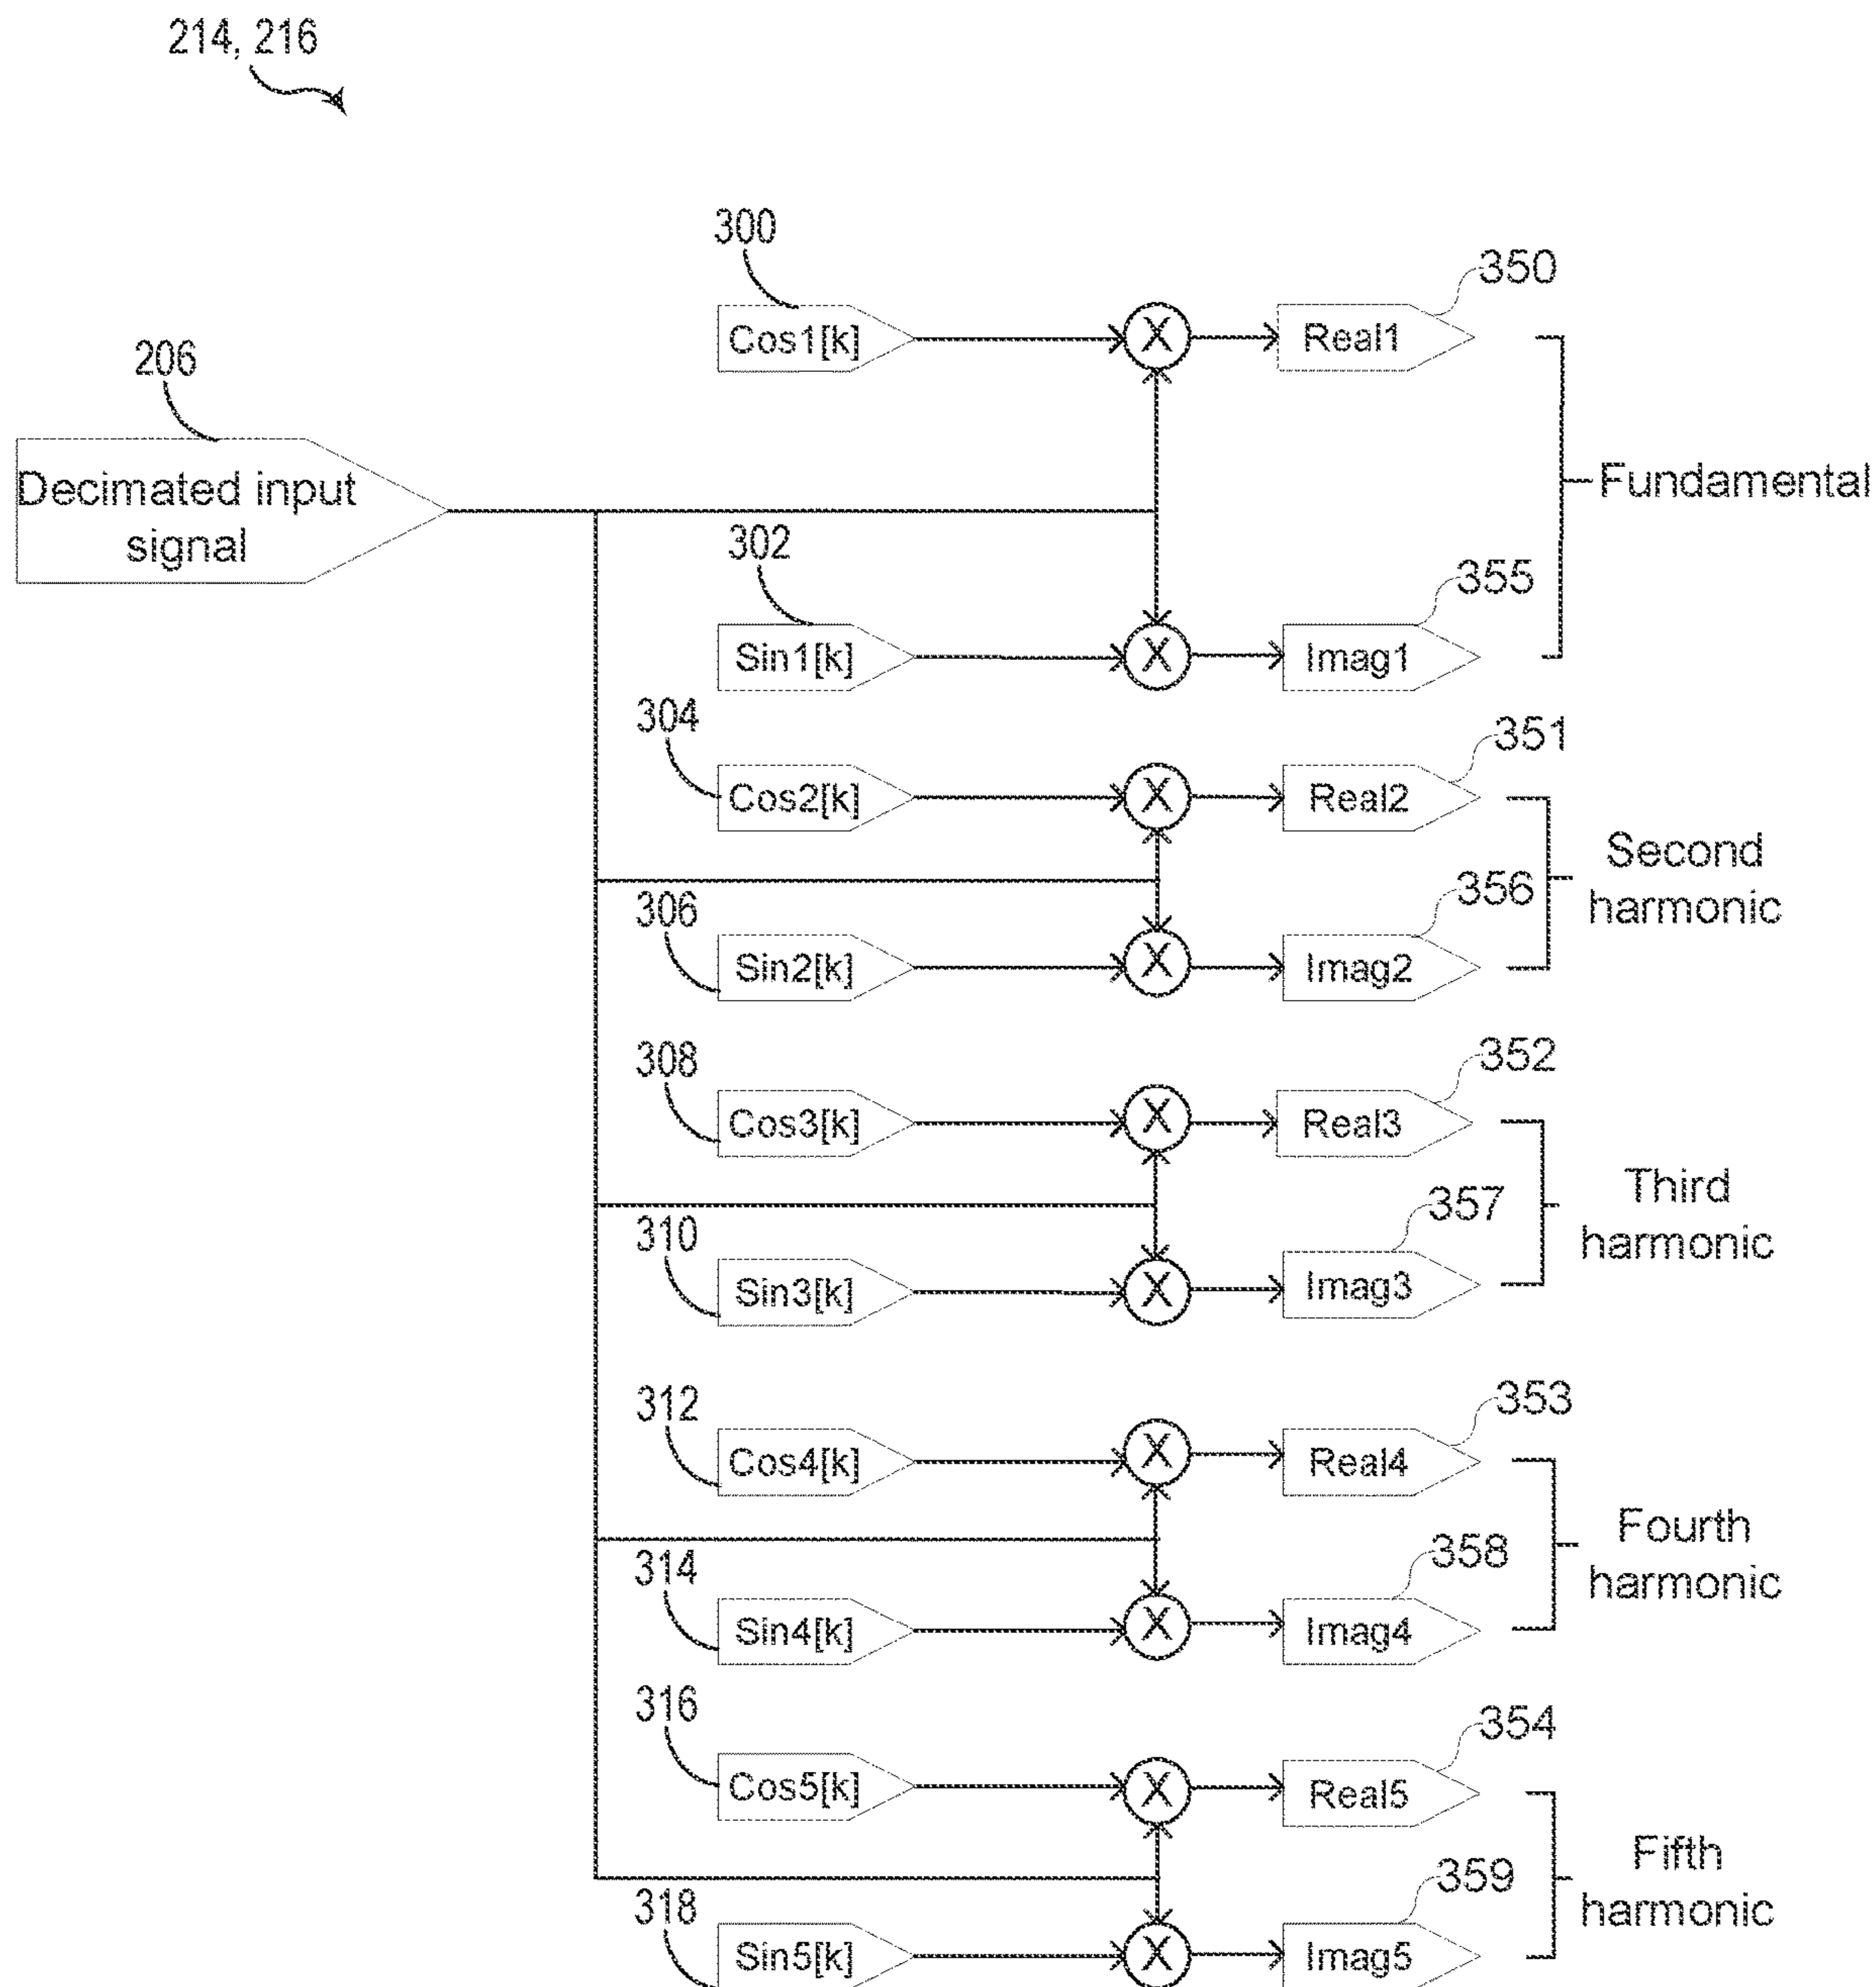 214, 216
300
350
Cos1[k]
X
Real1
206
Decimated input
signal
Fundamental
302
355
Sin1[k]
X
Imag1
304
351
Cos2[k]
X
Real2
Second
harmonic
306
356
Sin2[k]
X
Imag2
308
352
Cos3[k]
X
Real3
Third
harmonic
310
357
Sin3[k]
X
Imag3
312
353
Cos4[k]
X
Real4
Fourth
harmonic
314
358
Sin4[k]
X
Imag4
316
354
Cos5[k]
X
Real5
Fifth
harmonic
318
359
Sin5[k]
X
Imag5